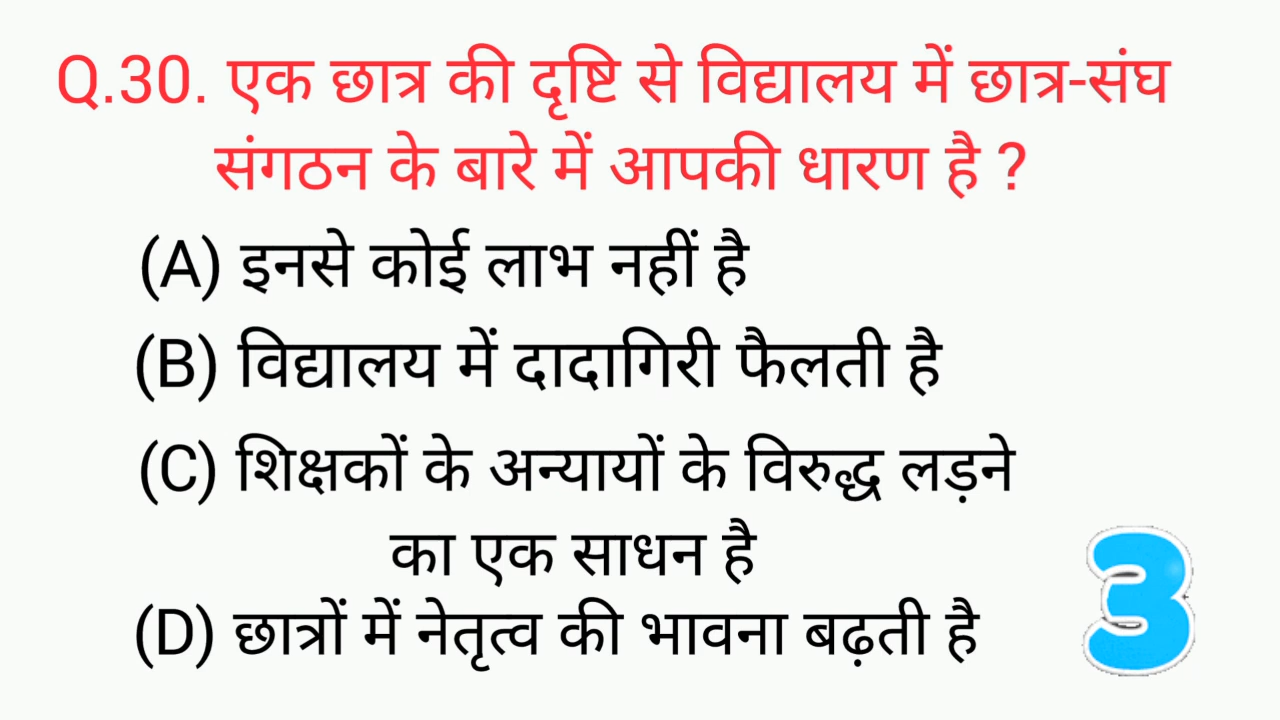 Q.30. एक छात्र की दृष्टि से विद्यालय में छात्र-संघ
संगठन के बारे में आपकी धारण है ?
(A) इनसे कोई लाभ नहीं है
(B) विद्यालय में दादागिरी फैलती है
(C) शिक्षकों के अन्यायों के विरुद्ध लड़ने
का एक साधन है
(D) छात्रों में नेतृत्व की भावना बढ़ती है
3